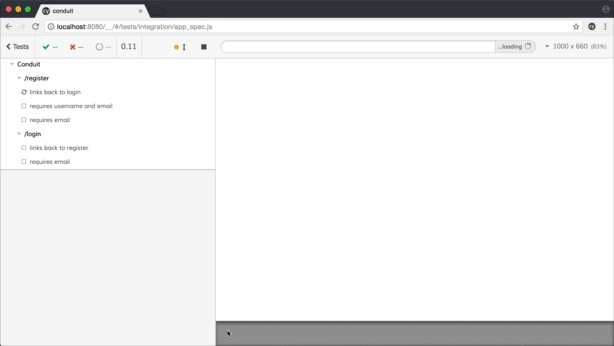 conduit
localhost:8080/__/#/tests/integration/app_spec.js
Tests -- -- -- 0.11 ...loading 1000 x 660 (83%)
Conduit
/register
links back to login
requires username and email
requires email
/login
links back to register
requires email